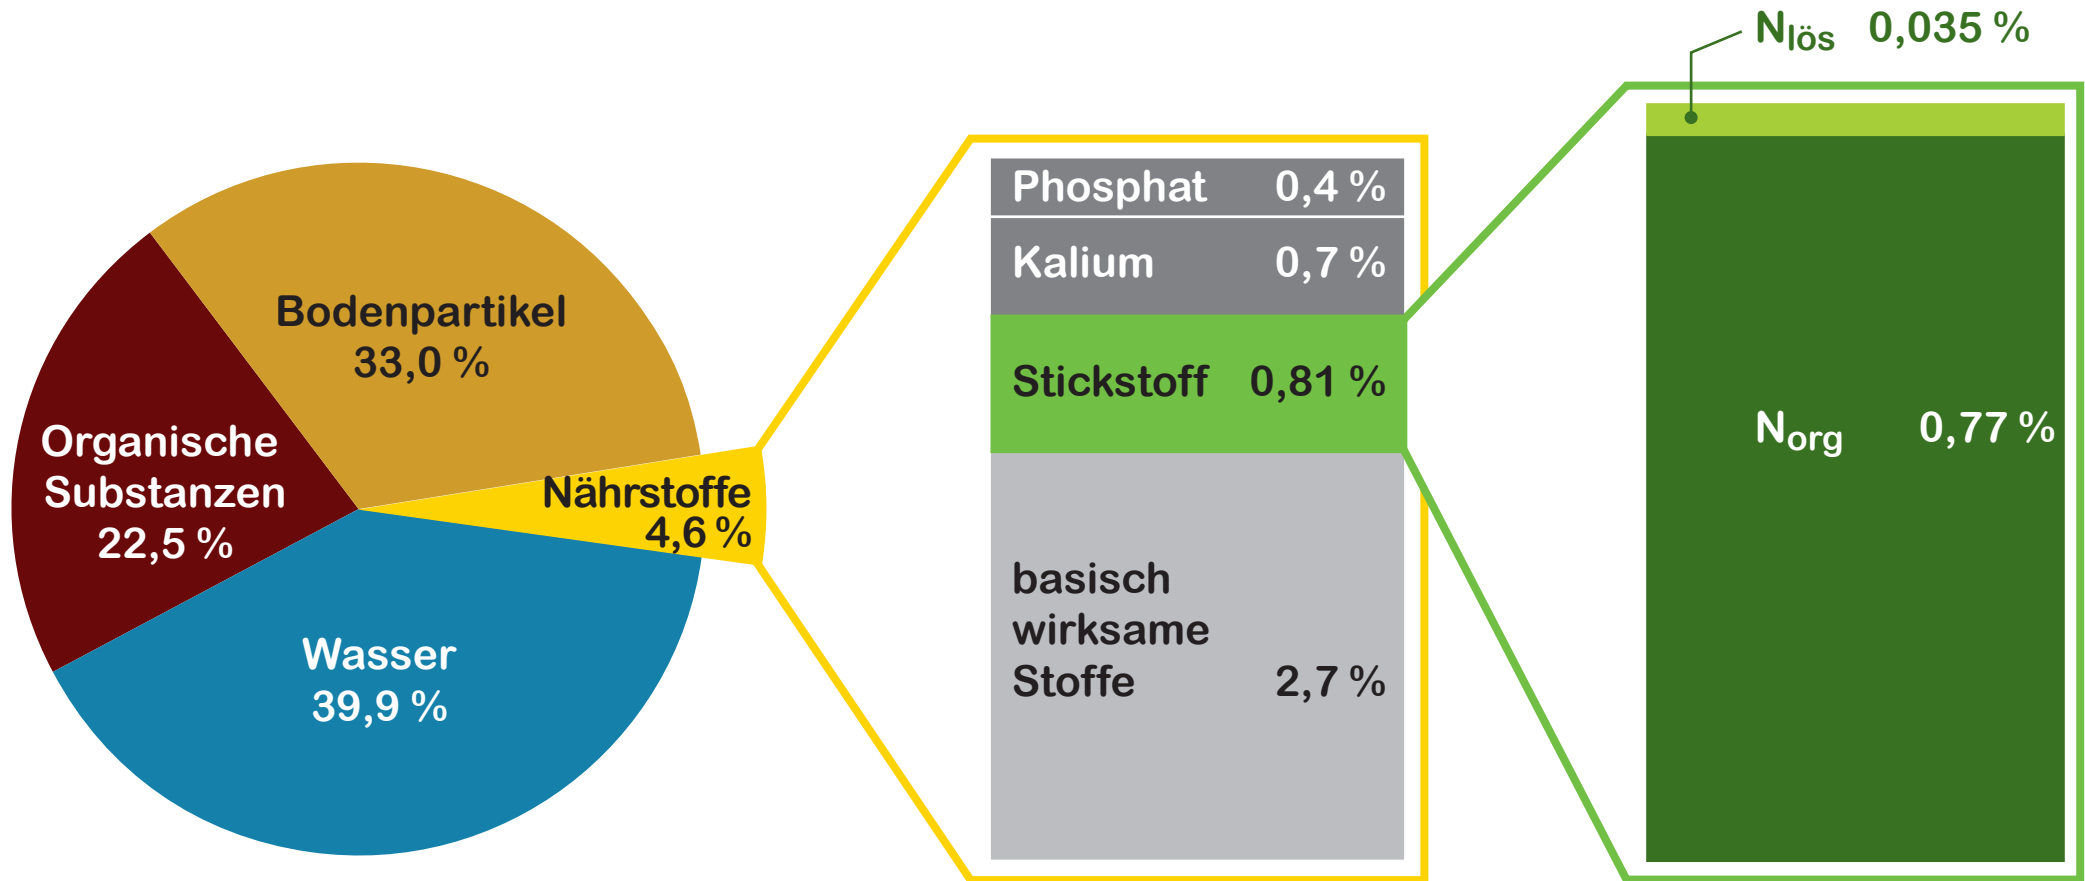 Bodenpartikel
33,0 %
Organische
Substanzen
22,5 %
Nährstoffe
4,6 %
Wasser
39,9 %
Phosphat 0,4 %
Kalium 0,7 %
Stickstoff 0,81 %
basisch
wirksame
Stoffe 2,7 %
Nlös 0,035 %
Norg 0,77 %